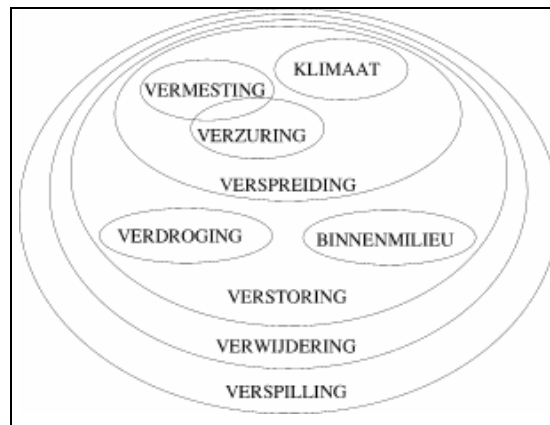 KLIMAAT
VERMESTING
VERZURING
VERSPREIDING
VERDROGING
BINNENMILIEU
VERSTORING
VERWIJDERING
VERSPILLING